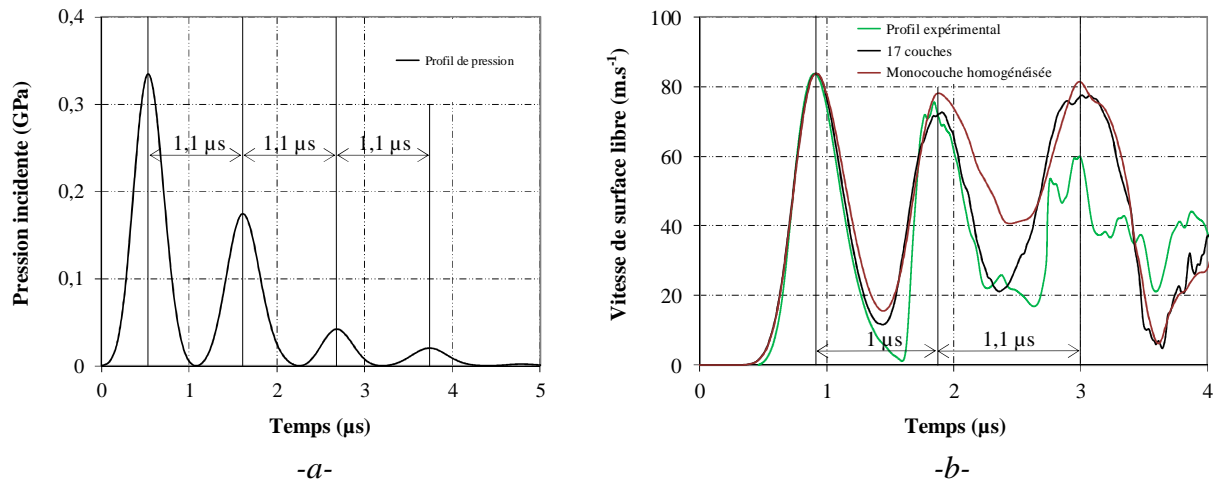 0,4
0,3
0,2
0,1
0
Pression incidente (GPa)
Profil de pression
1,1 µs
1,1 µs
1,1 µs
0
1
2
3
4
5
Temps (µs)
-a-
100
80
60
40
20
0
Vitesse de surface libre (m.s⁻¹)
Profil expérimental
17 couches
Monocouche homogénéisée
1 µs
1,1 µs
0
1
2
3
4
Temps (µs)
-b-